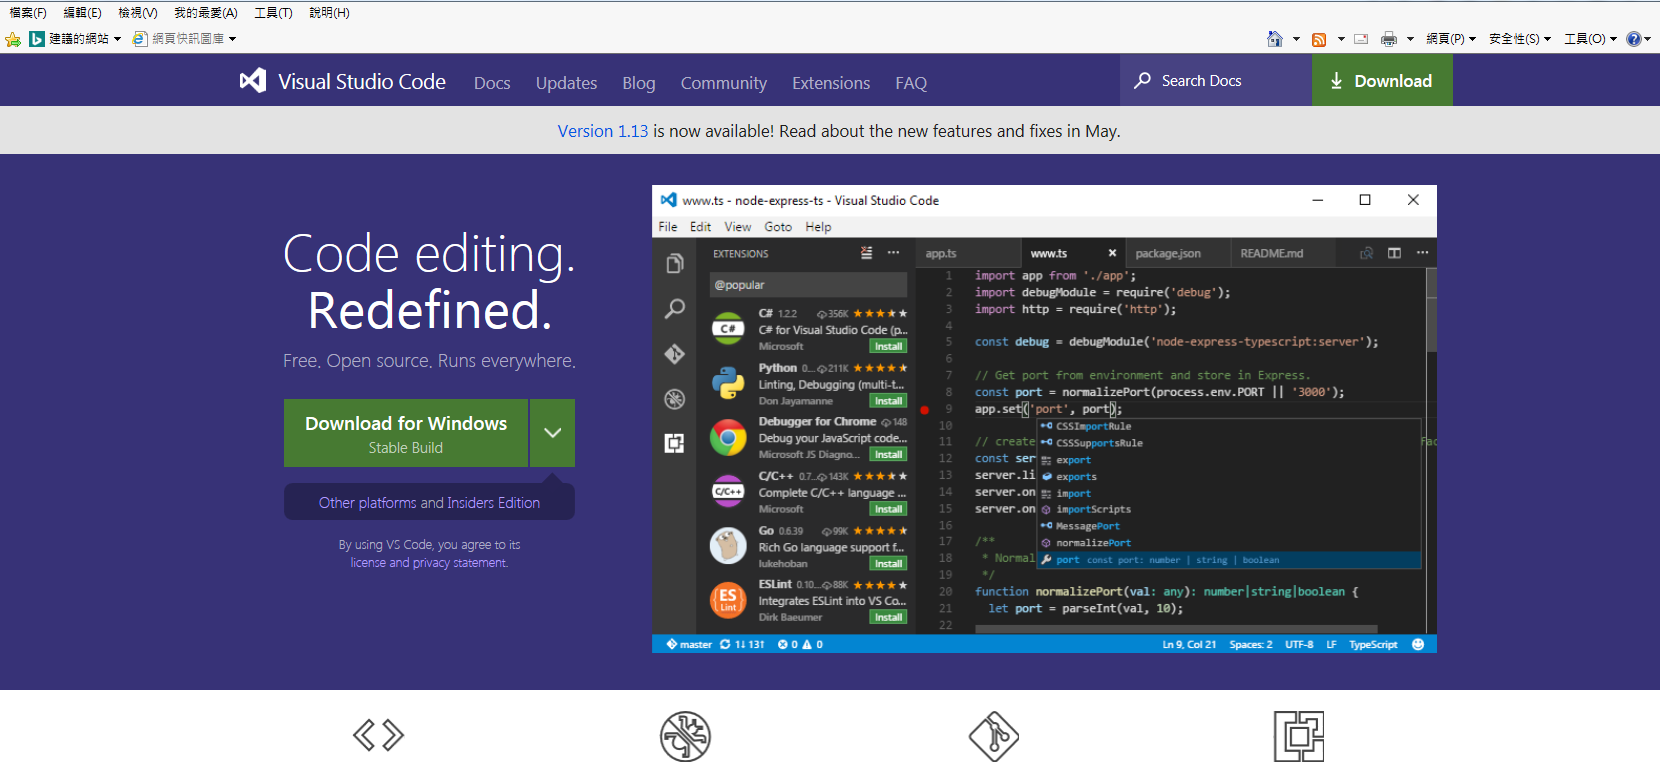 檔案(F) 編輯(E) 檢視(V) 我的最愛(A) 工具(T) 說明(H)
建議的網站 網頁快訊圖庫 網頁(P) 安全性(S) 工具(O)
Visual Studio Code Docs Updates Blog Community Extensions FAQ Search Docs Download
Version 1.13 is now available! Read about the new features and fixes in May.
Code editing.
Redefined.
Free. Open source. Runs everywhere.
Download for Windows
Stable Build
Other platforms and Insiders Edition
By using VS Code, you agree to its
license and privacy statement.
www.ts - node-express-ts - Visual Studio Code
File Edit View Goto Help
EXTENSIONS
@popular
C# 1.2.2 356K
C# for Visual Studio Code (p...
Microsoft Install
Python 0... 211K
Linting, Debugging (multi-t...
Don Jayamanne Install
Debugger for Chrome 148
Debug your JavaScript code...
Microsoft JS Diagno... Install
C/C++ 0.7... 143K
Complete C/C++ language ...
Microsoft Install
Go 0.6.39 99K
Rich Go language support f...
lukehoban Install
ESLint 0.10... 88K
Integrates ESLint into VS Co...
Dirk Baeumer Install
app.ts www.ts package.json README.md
1 import app from './app';
2 import debugModule = require('debug');
3 import http = require('http');
4
5 const debug = debugModule('node-express-typescript:server');
6
7 // Get port from environment and store in Express.
8 const port = normalizePort(process.env.PORT || '3000');
9 app.set('port', port);
10
11 // create
12 const ser
13 server.li
14 server.on
15 server.on
16
17 /**
18 * Normal
19 */
20 function normalizePort(val: any): number|string|boolean {
21 let port = parseInt(val, 10);
22
CSSImportRule
CSSSupportsRule
export
exports
import
importScripts
MessagePort
normalizePort
port const port: number | string | boolean
master 1↓ 13↑ 0 0 Ln 9, Col 21 Spaces: 2 UTF-8 LF TypeScript